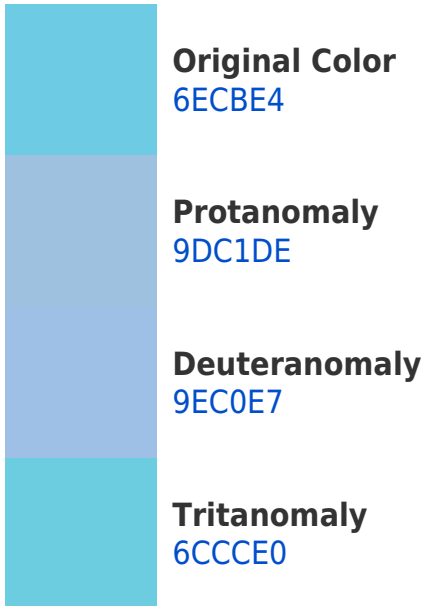 Original Color
6ECBE4
Protanomaly
9DC1DE
Deuteranomaly
9EC0E7
Tritanomaly
6CCCE0